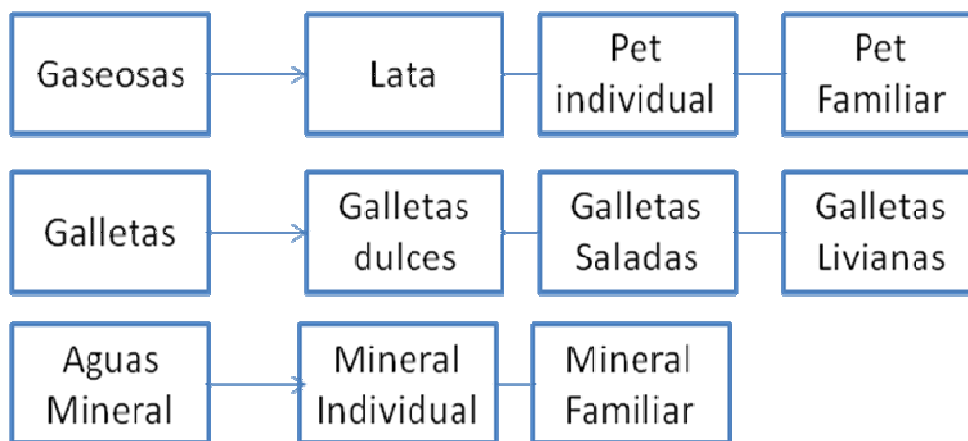 Gaseosas
Lata
Pet
individual
Pet
Familiar
Galletas
Galletas
dulces
Galletas
Saladas
Galletas
Livianas
Aguas
Mineral
Mineral
Individual
Mineral
Familiar